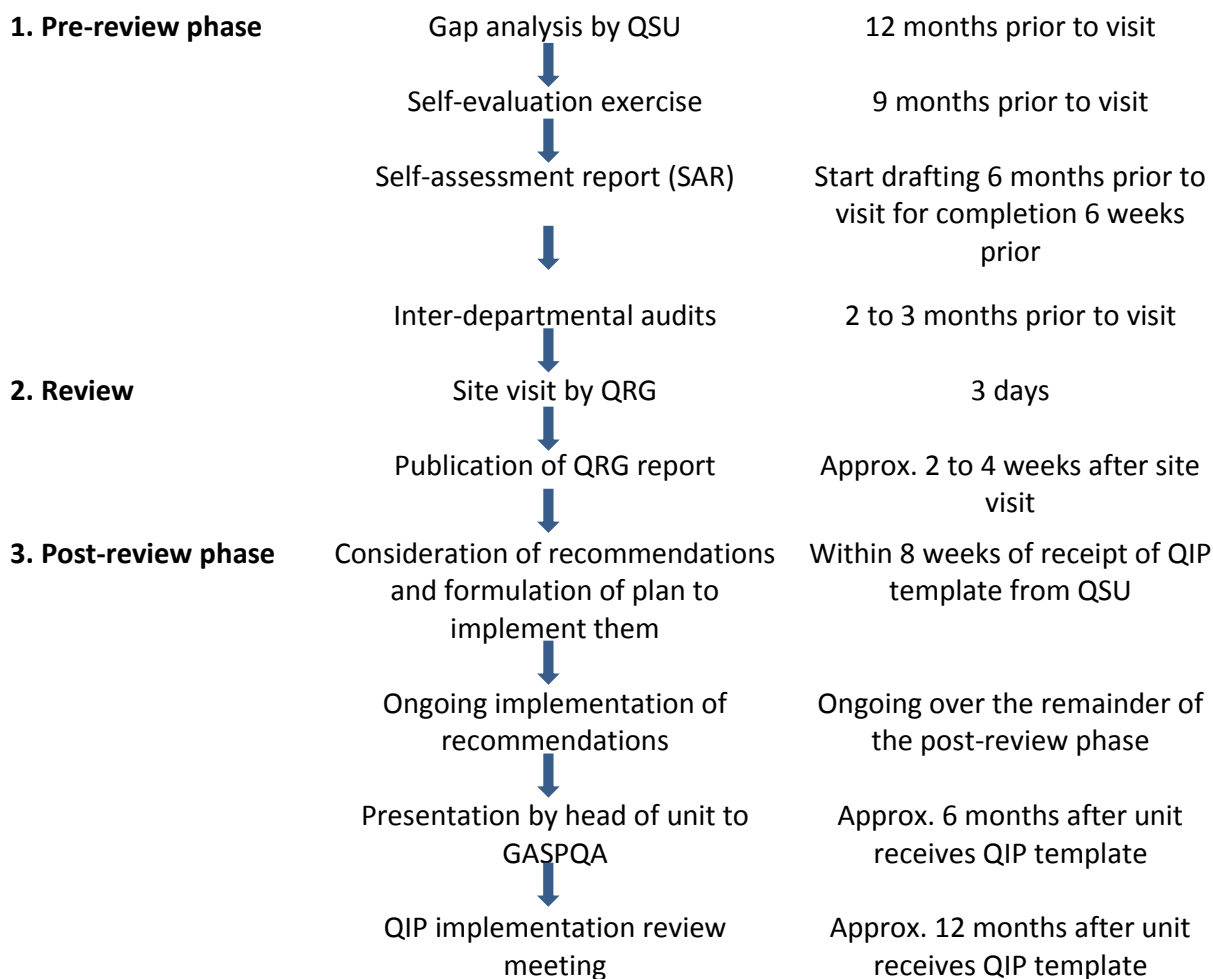 1. Pre-review phase Gap analysis by QSU 12 months prior to visit
Self-evaluation exercise 9 months prior to visit
Self-assessment report (SAR) Start drafting 6 months prior to
visit for completion 6 weeks
prior
Inter-departmental audits 2 to 3 months prior to visit
2. Review Site visit by QRG 3 days
Publication of QRG report Approx. 2 to 4 weeks after site
visit
3. Post-review phase Consideration of recommendations Within 8 weeks of receipt of QIP
and formulation of plan to template from QSU
implement them
Ongoing implementation of Ongoing over the remainder of
recommendations the post-review phase
Presentation by head of unit to Approx. 6 months after unit
GASPQA receives QIP template
QIP implementation review Approx. 12 months after unit
meeting receives QIP template